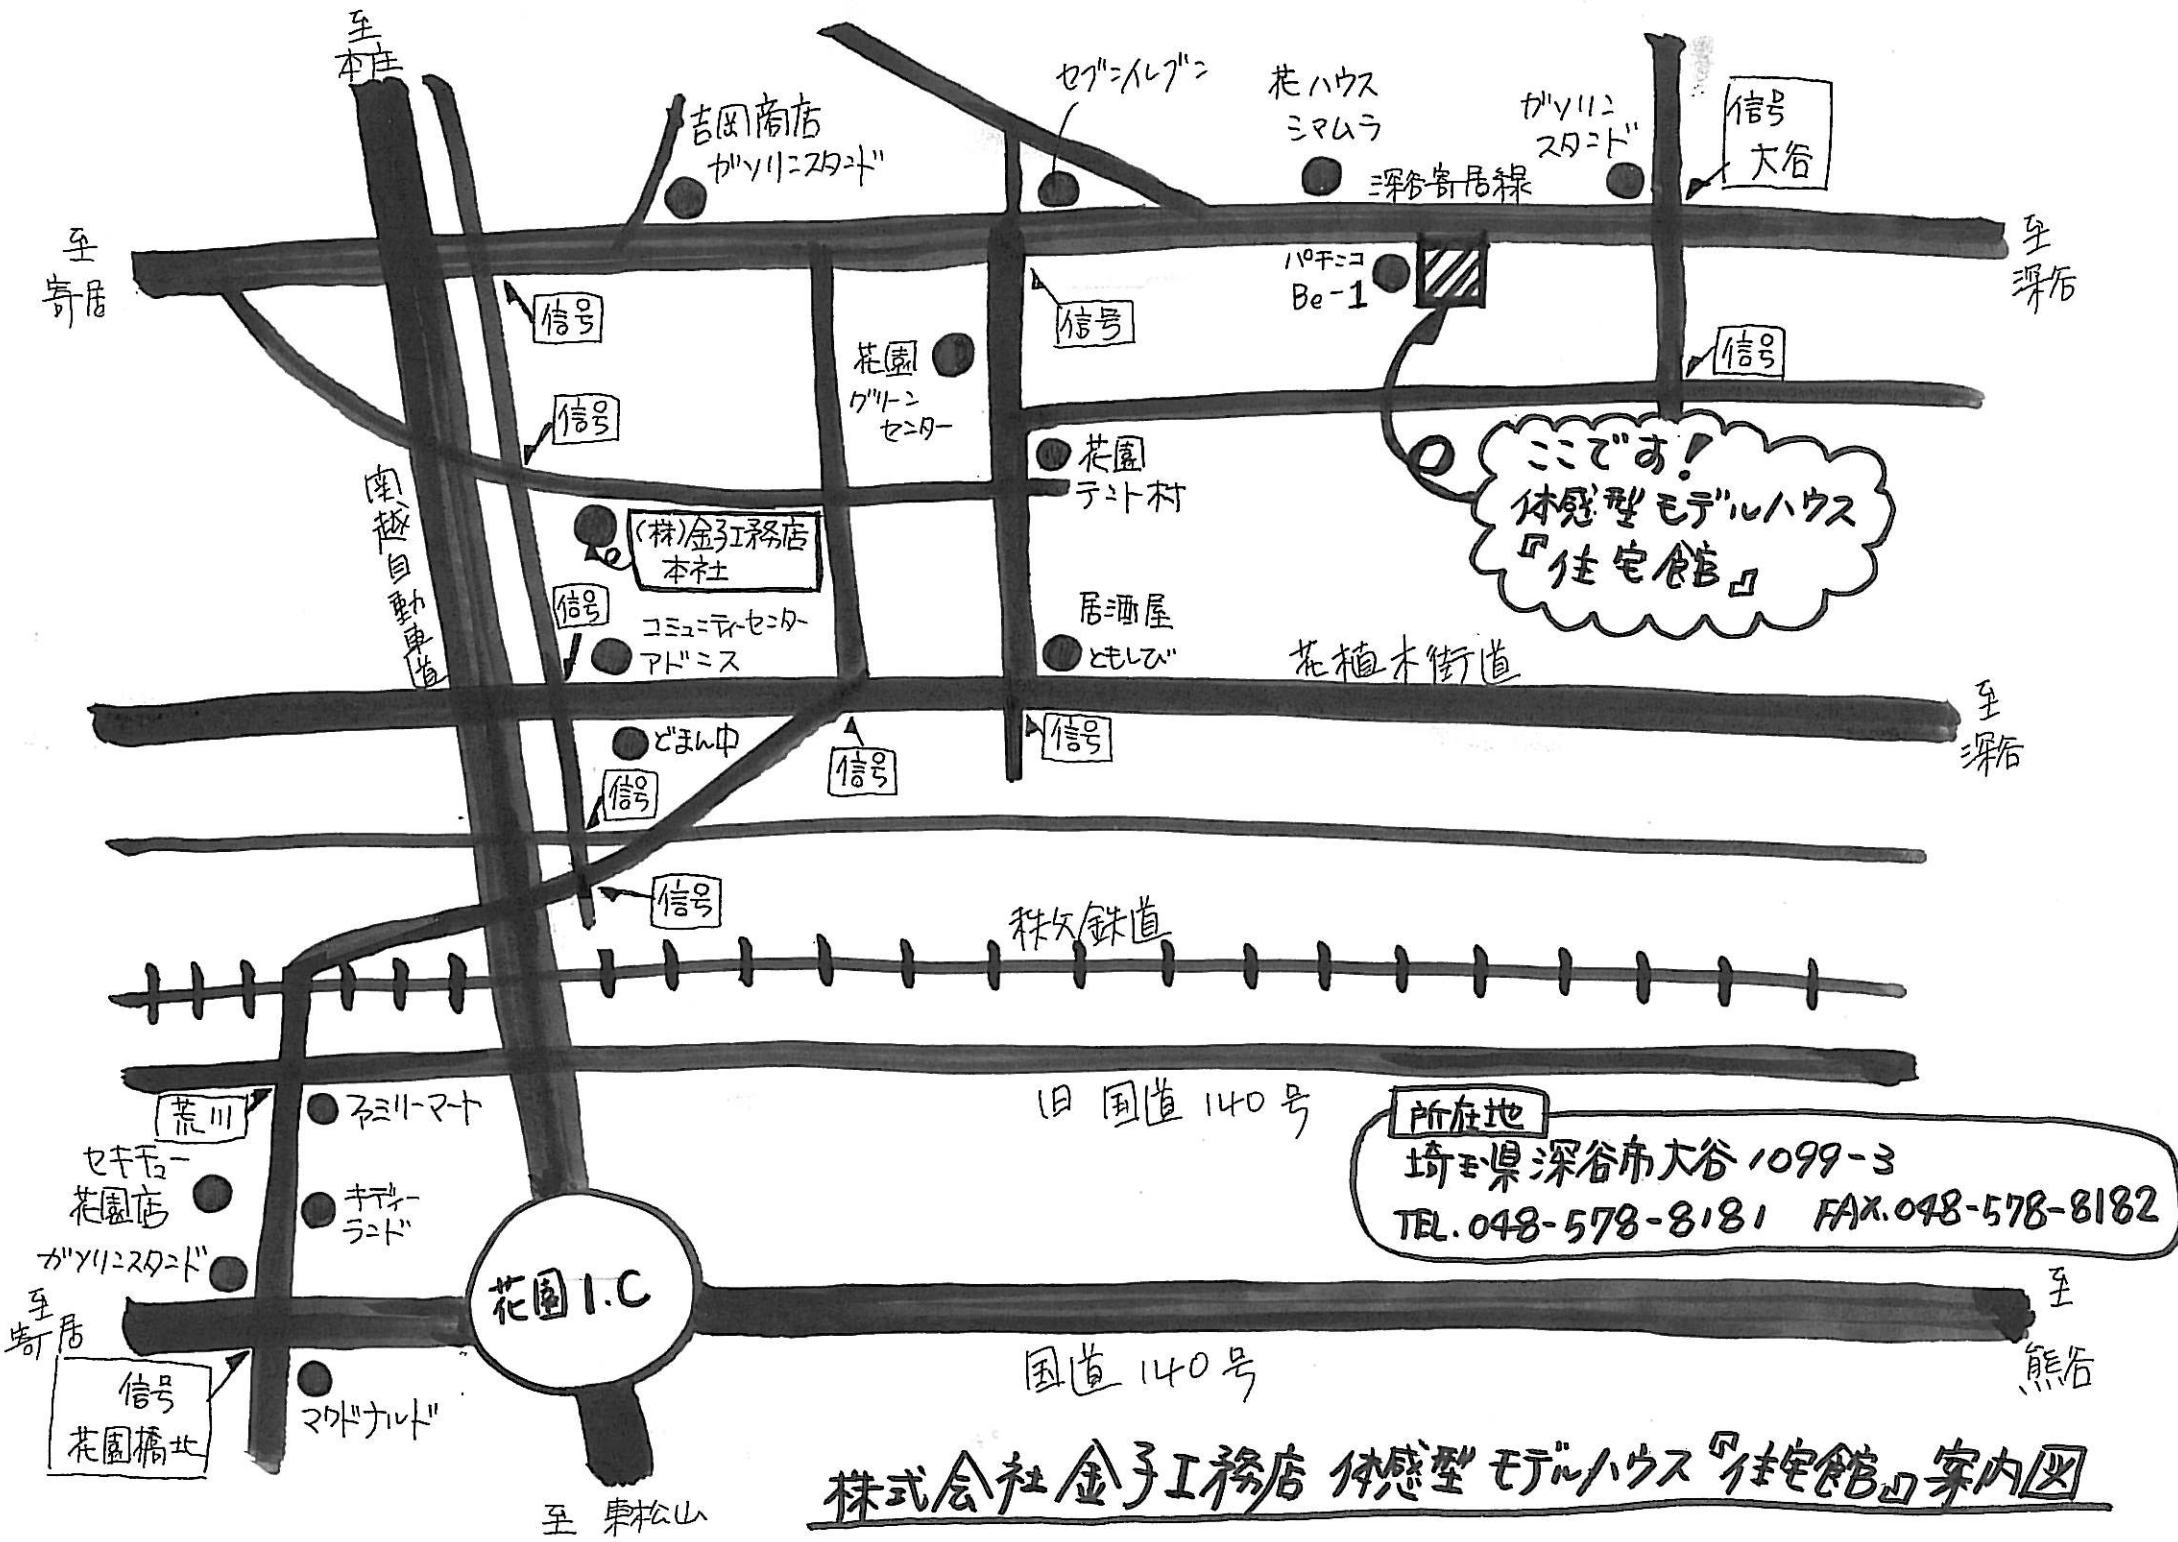 至
本庄
吉岡商店
ガソリンスタンド
セブンイレブン
花ハウス
シマムラ
ガソリン
スタンド
信号
大谷
深谷寄居線
至
寄居
至
深谷
信号
信号
パチンコ
Be-1
信号
花園
グリーン
センター
信号
花園
テント村
ここです!
体感型モデルハウス
『住宅館』
関越自動車道
(株)金子工務店
本社
信号
コミュニティーセンター
アドニス
居酒屋
ともしび
花植木街道
至
深谷
どまん中
信号
信号
信号
信号
秩父鉄道
旧国道140号
荒川
ファミリーマート
セキチュー
花園店
キディー
ランド
ガソリンスタンド
所在地
埼玉県深谷市大谷1099-3
TEL.048-578-8181 FAX.048-578-8182
至
寄居
花園I.C
至
熊谷
国道140号
信号
花園橋北
マクドナルド
至 東松山
株式会社金子工務店 体感型モデルハウス『住宅館』案内図